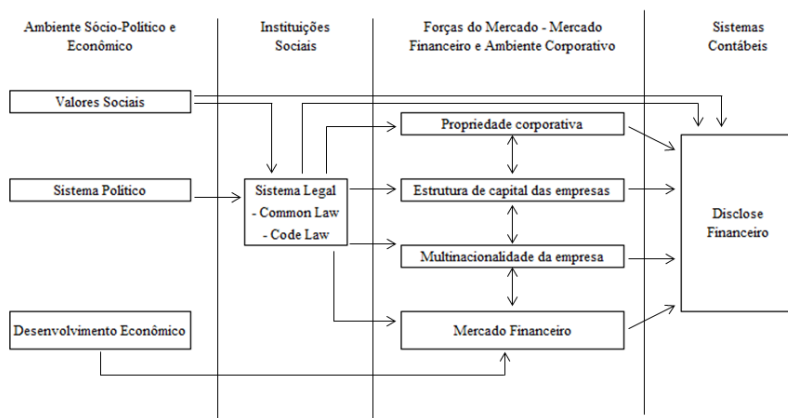 Ambiente Sócio-Político e
Econômico
Instituições
Sociais
Forças do Mercado - Mercado
Financeiro e Ambiente Corporativo
Sistemas
Contábeis
Valores Sociais
Sistema Político
Desenvolvimento Econômico
Sistema Legal
- Common Law
- Code Law
Propriedade corporativa
Estrutura de capital das empresas
Multinacionalidade da empresa
Mercado Financeiro
Disclose
Financeiro